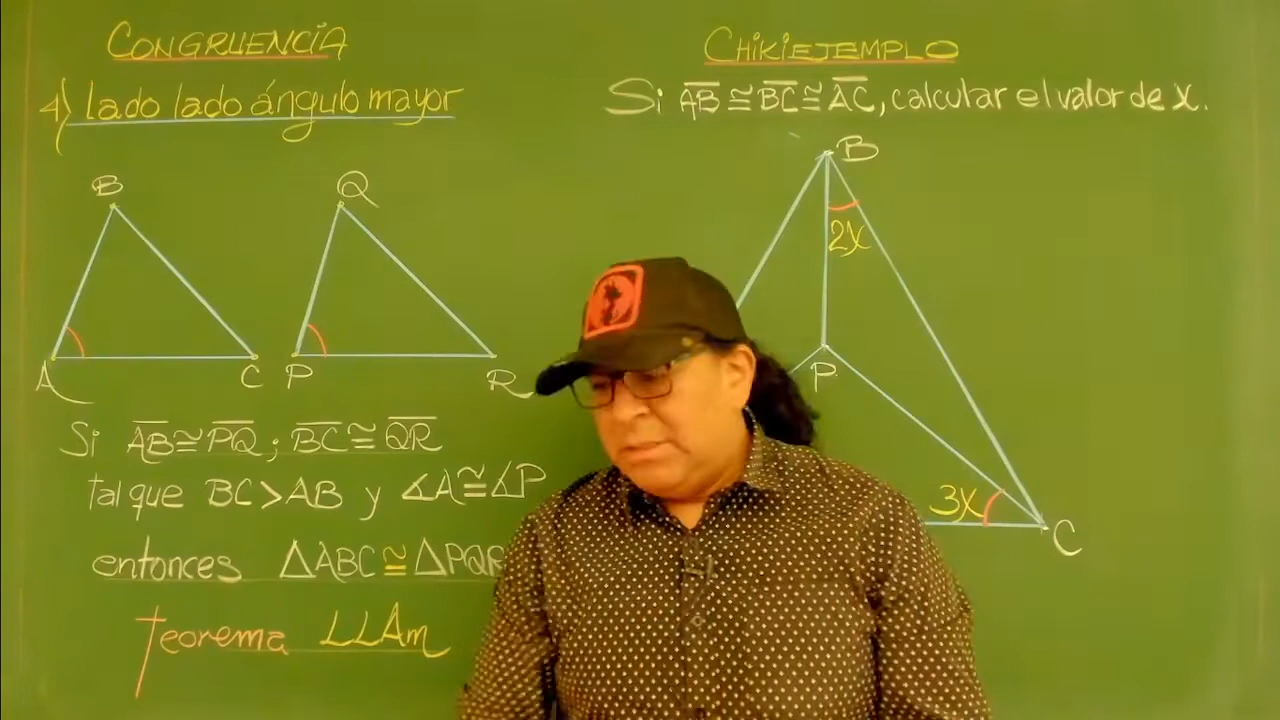 CONGRUENCIA
4) lado lado ángulo mayor
B
Q
A
C
P
R
Si AB≅PQ ; BC≅QR
tal que BC>AB y ∡A≅∡P
entonces ΔABC≅ΔPQR
Teorema LLAm
CHIKIEJEMPLO
Si AB≅BC≅AC, calcular el valor de x.
B
2x
P
3x
C